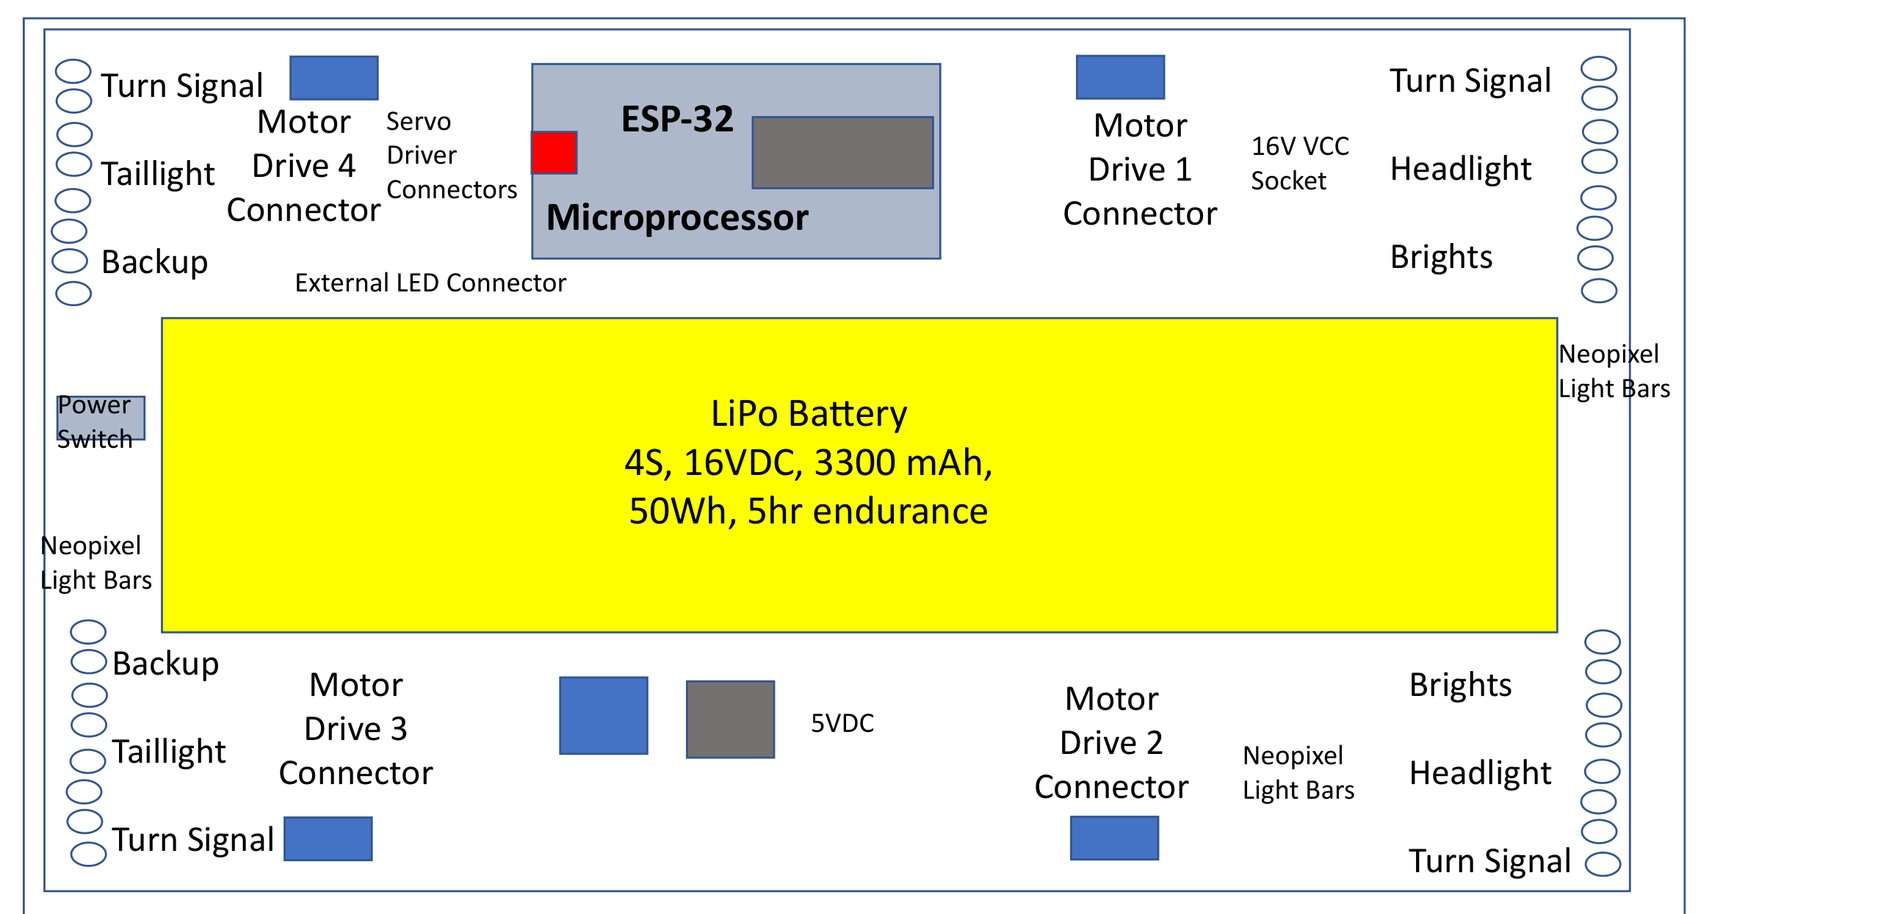 Turn Signal
Taillight
Backup
Motor
Drive 4
Connector
Servo
Driver
Connectors
ESP-32
Microprocessor
Motor
Drive 1
Connector
16V VCC
Socket
Turn Signal
Headlight
Brights
External LED Connector
Neopixel
Light Bars
Power
Switch
LiPo Battery
4S, 16VDC, 3300 mAh,
50Wh, 5hr endurance
Neopixel
Light Bars
Backup
Taillight
Turn Signal
Motor
Drive 3
Connector
5VDC
Motor
Drive 2
Connector
Neopixel
Light Bars
Brights
Headlight
Turn Signal